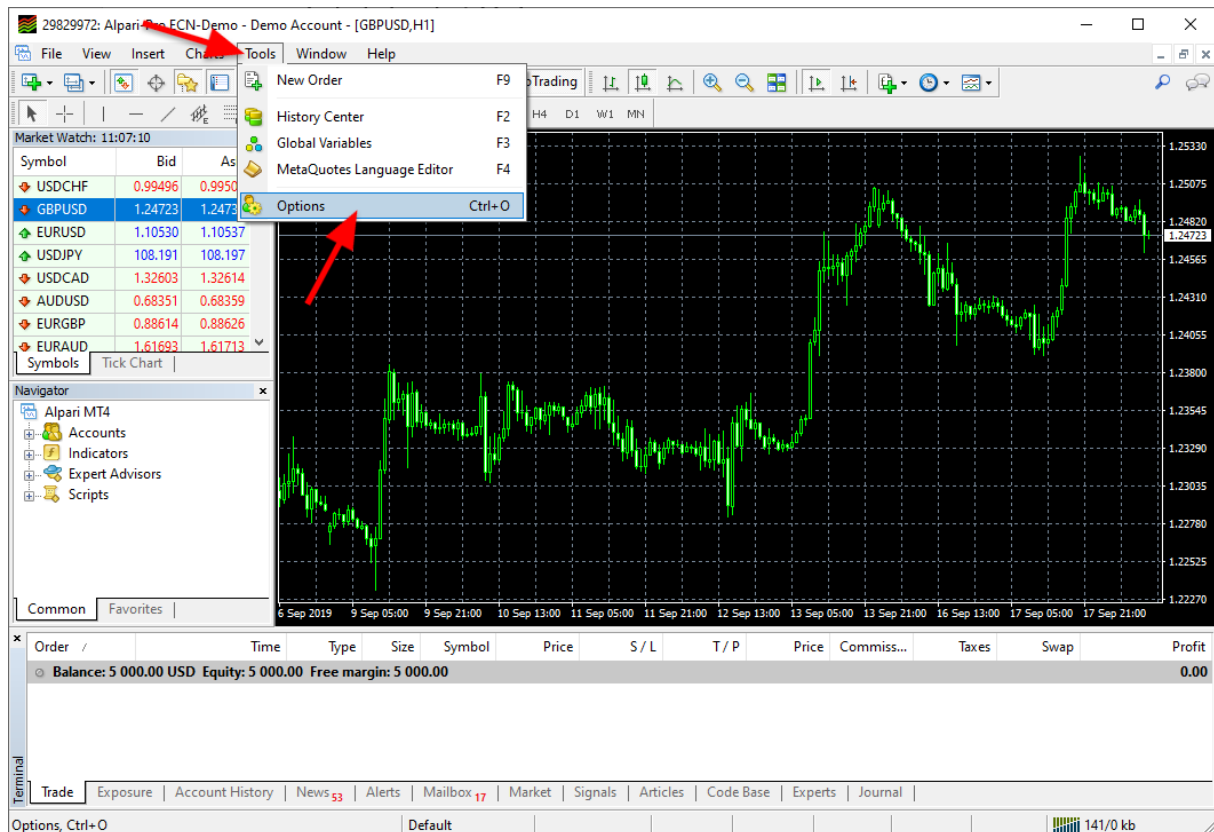 29829972: Alpari-Pro ECN-Demo - Demo Account - [GBPUSD,H1]
File View Insert Charts Tools Window Help
New Order F9
Trading
History Center F2
H4 D1 W1 MN
Global Variables F3
MetaQuotes Language Editor F4
Options Ctrl+O
Market Watch: 11:07:10
Symbol Bid As
USDCHF 0.99496 0.9950
GBPUSD 1.24723 1.2473
EURUSD 1.10530 1.10537
USDJPY 108.191 108.197
USDCAD 1.32603 1.32614
AUDUSD 0.68351 0.68359
EURGBP 0.88614 0.88626
EURAUD 1.61693 1.61713
Symbols Tick Chart
Navigator
Alpari MT4
Accounts
Indicators
Expert Advisors
Scripts
Common Favorites
1.25330
1.25075
1.24820
1.24723
1.24565
1.24310
1.24055
1.23800
1.23545
1.23290
1.23035
1.22780
1.22525
1.22270
6 Sep 2019 9 Sep 05:00 9 Sep 21:00 10 Sep 13:00 11 Sep 05:00 11 Sep 21:00 12 Sep 13:00 13 Sep 05:00 13 Sep 21:00 16 Sep 13:00 17 Sep 05:00 17 Sep 21:00
Order / Time Type Size Symbol Price S / L T / P Price Commiss... Taxes Swap Profit
Balance: 5 000.00 USD Equity: 5 000.00 Free margin: 5 000.00 0.00
Terminal
Trade Exposure Account History News 53 Alerts Mailbox 17 Market Signals Articles Code Base Experts Journal
Options, Ctrl+O Default 141/0 kb